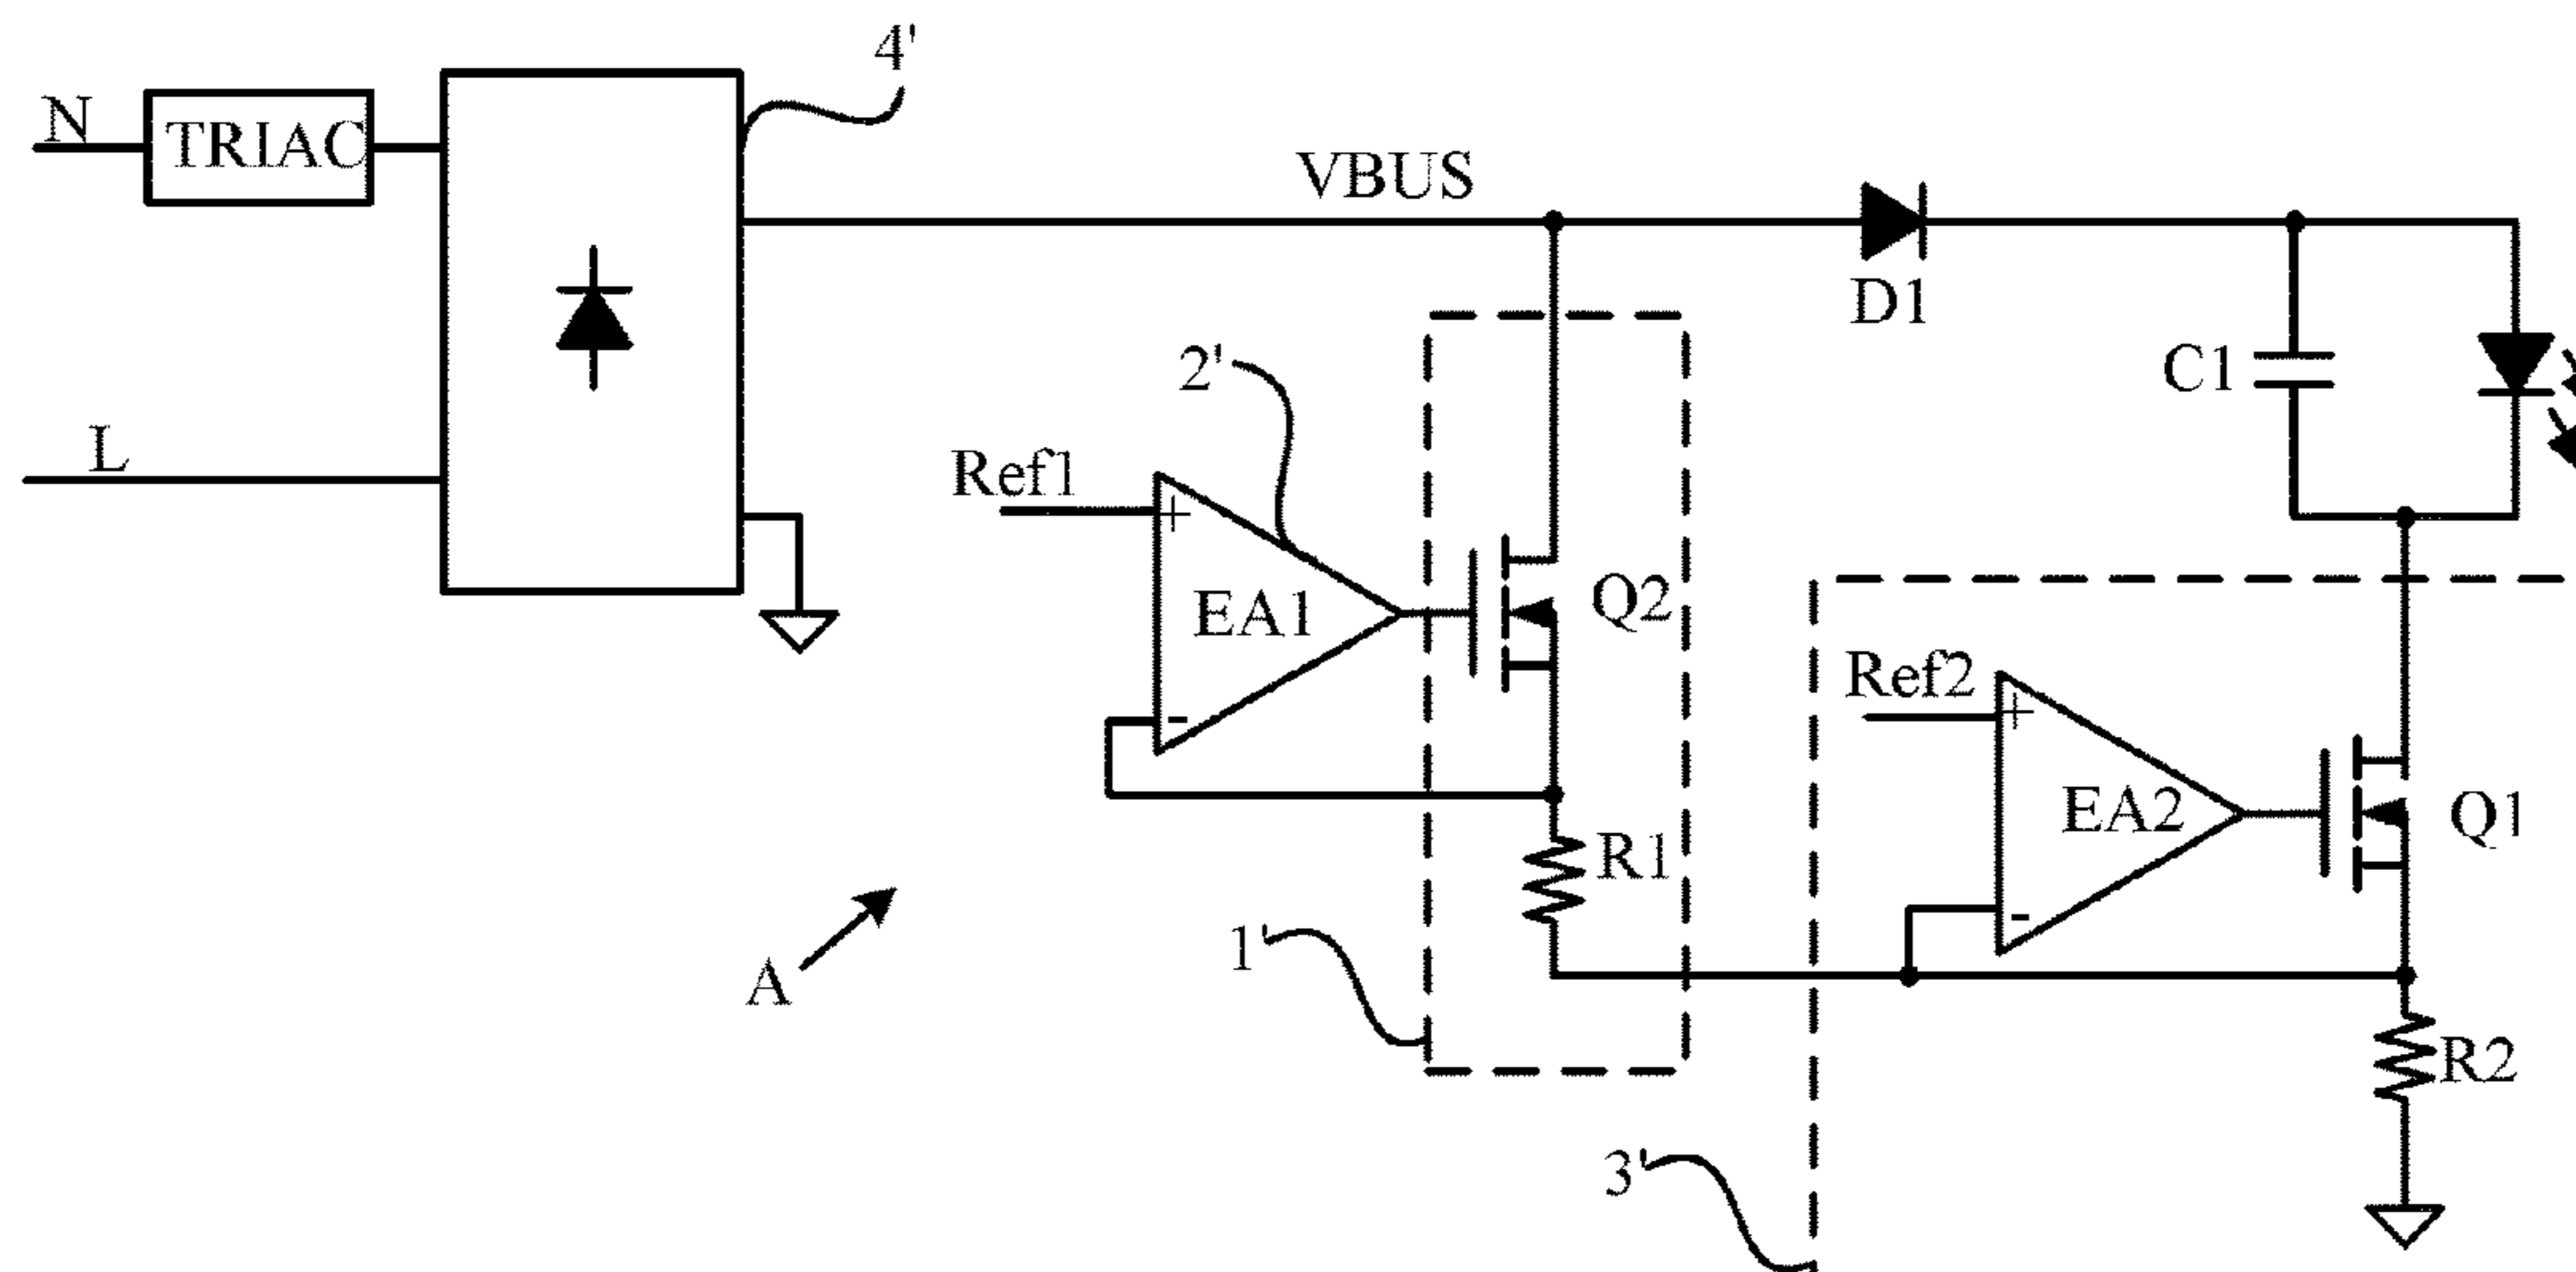 4'
N
TRIAC
VBUS
L
D1
2'
C1
Ref1
+
EA1
Q2
-
Ref2
+
EA2
Q1
-
R1
1'
A
R2
3'